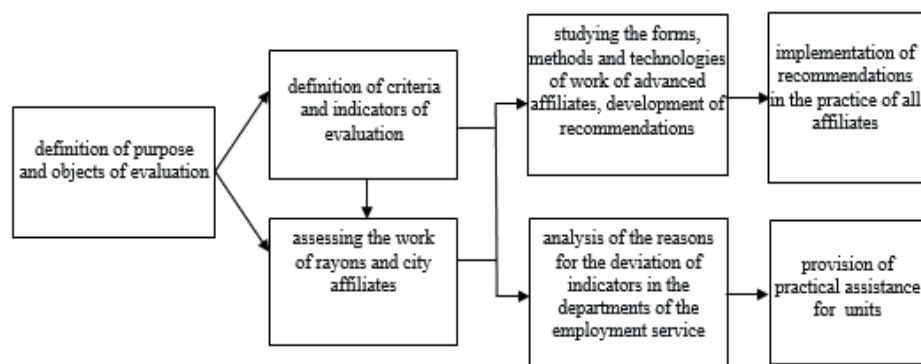 definition of purpose
and objects of evaluation
definition of criteria
and indicators of
evaluation
assessing the work
of rayons and city
affiliates
studying the forms,
methods and technologies
of work of advanced
affiliates, development of
recommendations
implementation of
recommendations
in the practice of all
affiliates
analysis of the reasons
for the deviation of
indicators in the
departments of the
employment service
provision of
practical assistance
for units